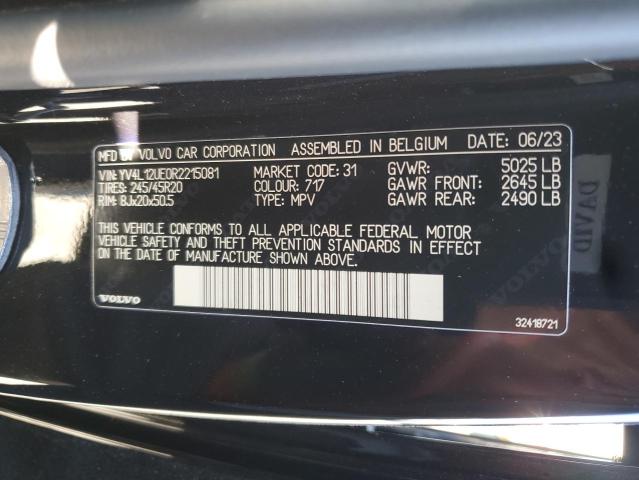 MFD BY VOLVO CAR CORPORATION ASSEMBLED IN BELGIUM DATE: 06/23
VIN: YV4L12UE0R2215081 MARKET CODE: 31 GVWR: 5025 LB
TIRES: 245/45R20 COLOUR: 717 GAWR FRONT: 2645 LB
RIM: 8Jx20x50.5 TYPE: MPV GAWR REAR: 2490 LB
THIS VEHICLE CONFORMS TO ALL APPLICABLE FEDERAL MOTOR
VEHICLE SAFETY AND THEFT PREVENTION STANDARDS IN EFFECT
ON THE DATE OF MANUFACTURE SHOWN ABOVE.
VOLVO
32418721